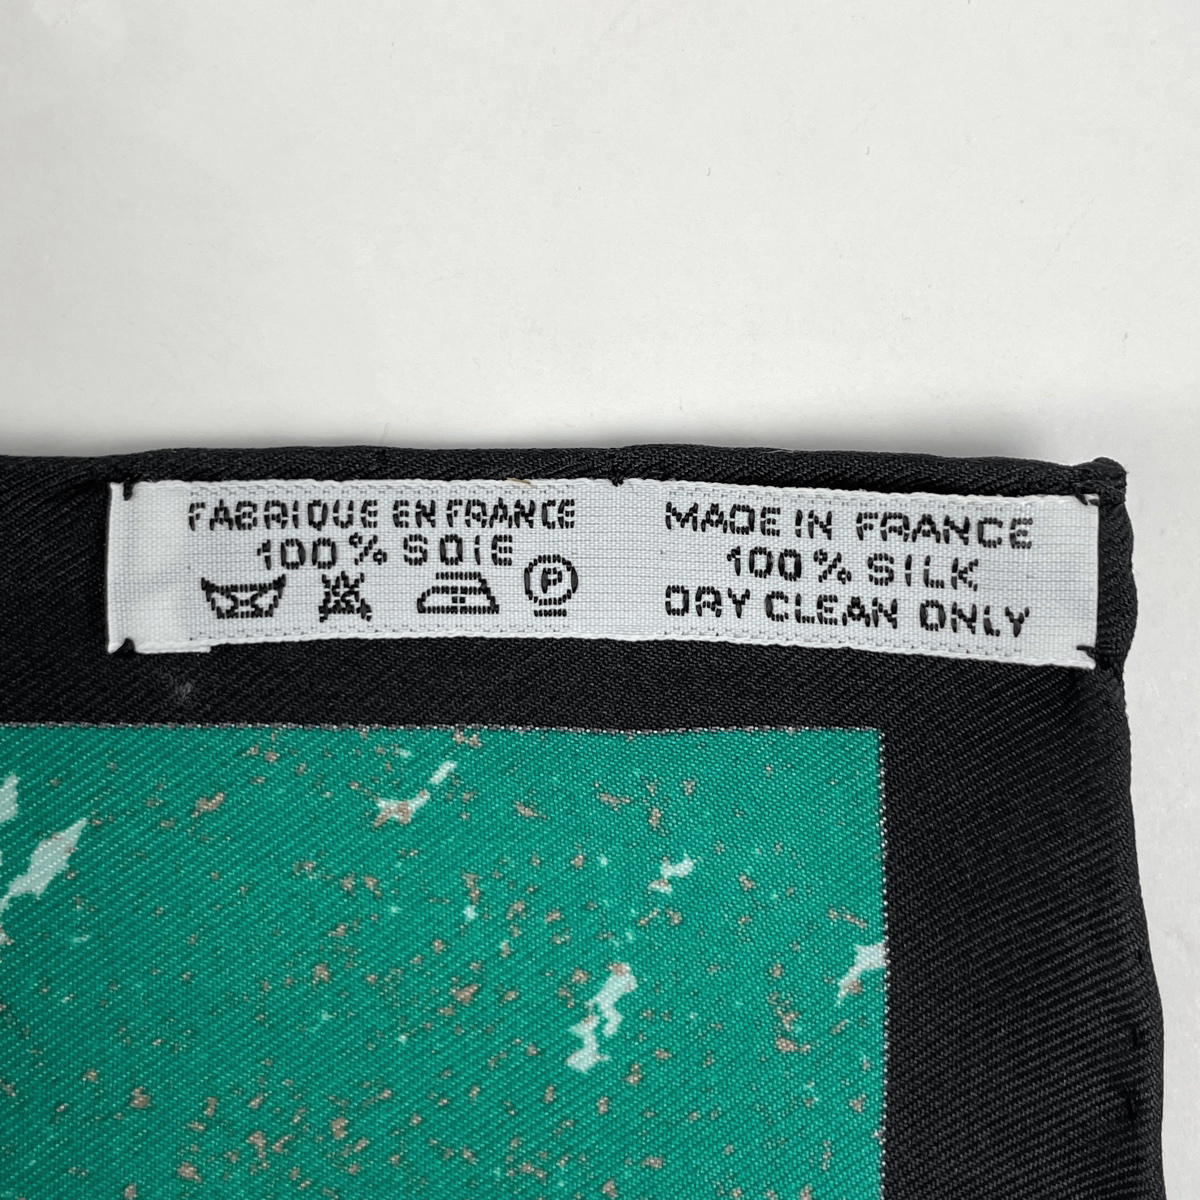 FABRIQUE EN FRANCE
100% SOIE
P
MADE IN FRANCE
100% SILK
DRY CLEAN ONLY